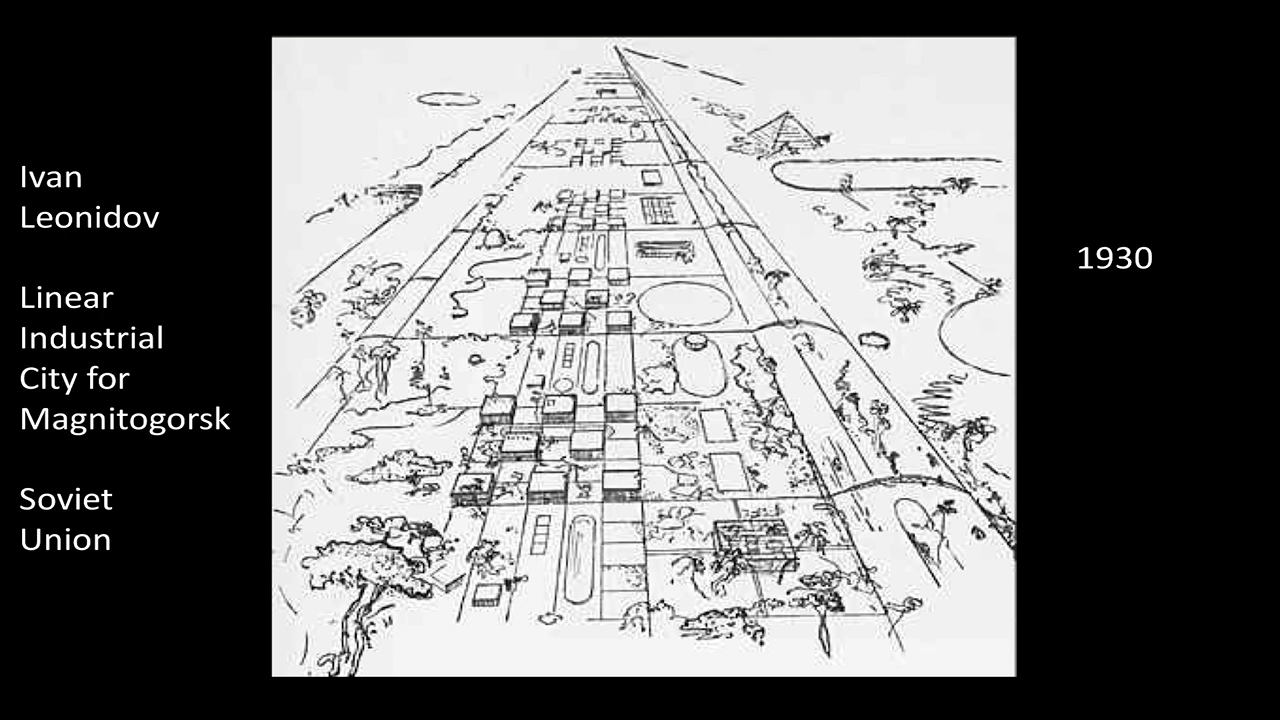 Ivan
Leonidov
Linear
Industrial
City for
Magnitogorsk
Soviet
Union
1930